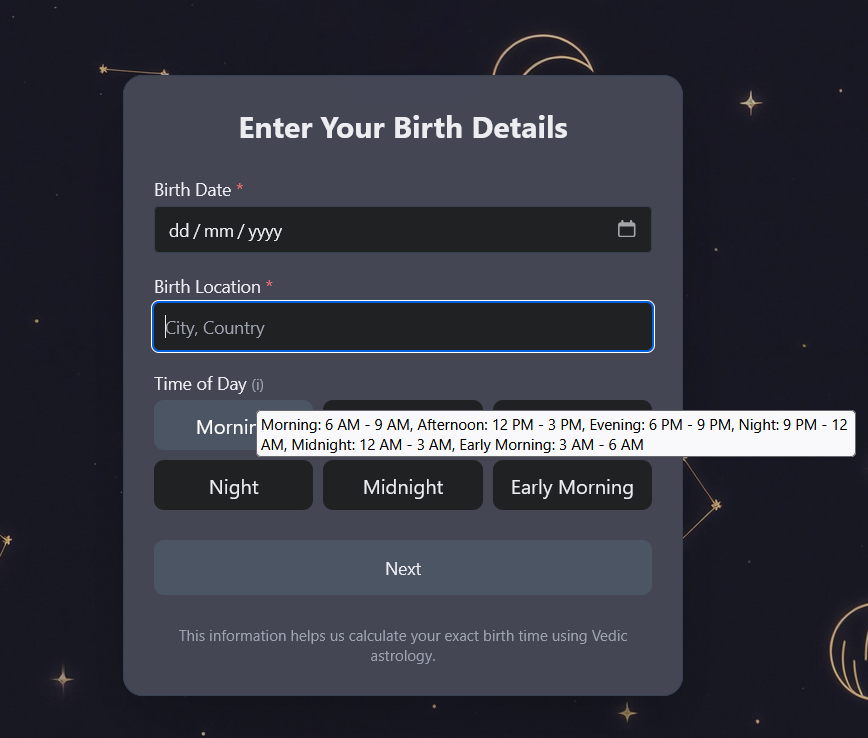 Enter Your Birth Details
Birth Date *
dd / mm / yyyy
Birth Location *
City, Country
Time of Day (i)
Morning: 6 AM - 9 AM, Afternoon: 12 PM - 3 PM, Evening: 6 PM - 9 PM, Night: 9 PM - 12
AM, Midnight: 12 AM - 3 AM, Early Morning: 3 AM - 6 AM
Night Midnight Early Morning
Next
This information helps us calculate your exact birth time using Vedic
astrology.